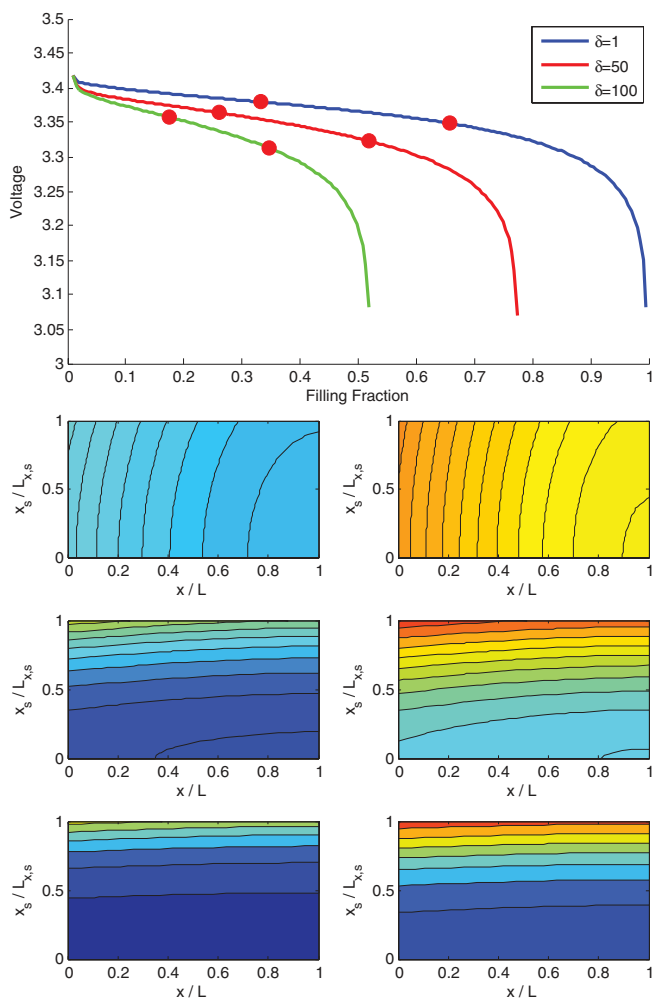 3.5
3.45
3.4
3.35
3.3
3.25
3.2
3.15
3.1
3.05
3
Voltage
δ=1
δ=50
δ=100
0 0.1 0.2 0.3 0.4 0.5 0.6 0.7 0.8 0.9 1
Filling Fraction
1 0.5 0
x_s / L_{x,s}
0 0.2 0.4 0.6 0.8 1
x / L
1 0.5 0
x_s / L_{x,s}
0 0.2 0.4 0.6 0.8 1
x / L
1 0.5 0
x_s / L_{x,s}
0 0.2 0.4 0.6 0.8 1
x / L
1 0.5 0
x_s / L_{x,s}
0 0.2 0.4 0.6 0.8 1
x / L
1 0.5 0
x_s / L_{x,s}
0 0.2 0.4 0.6 0.8 1
x / L
1 0.5 0
x_s / L_{x,s}
0 0.2 0.4 0.6 0.8 1
x / L